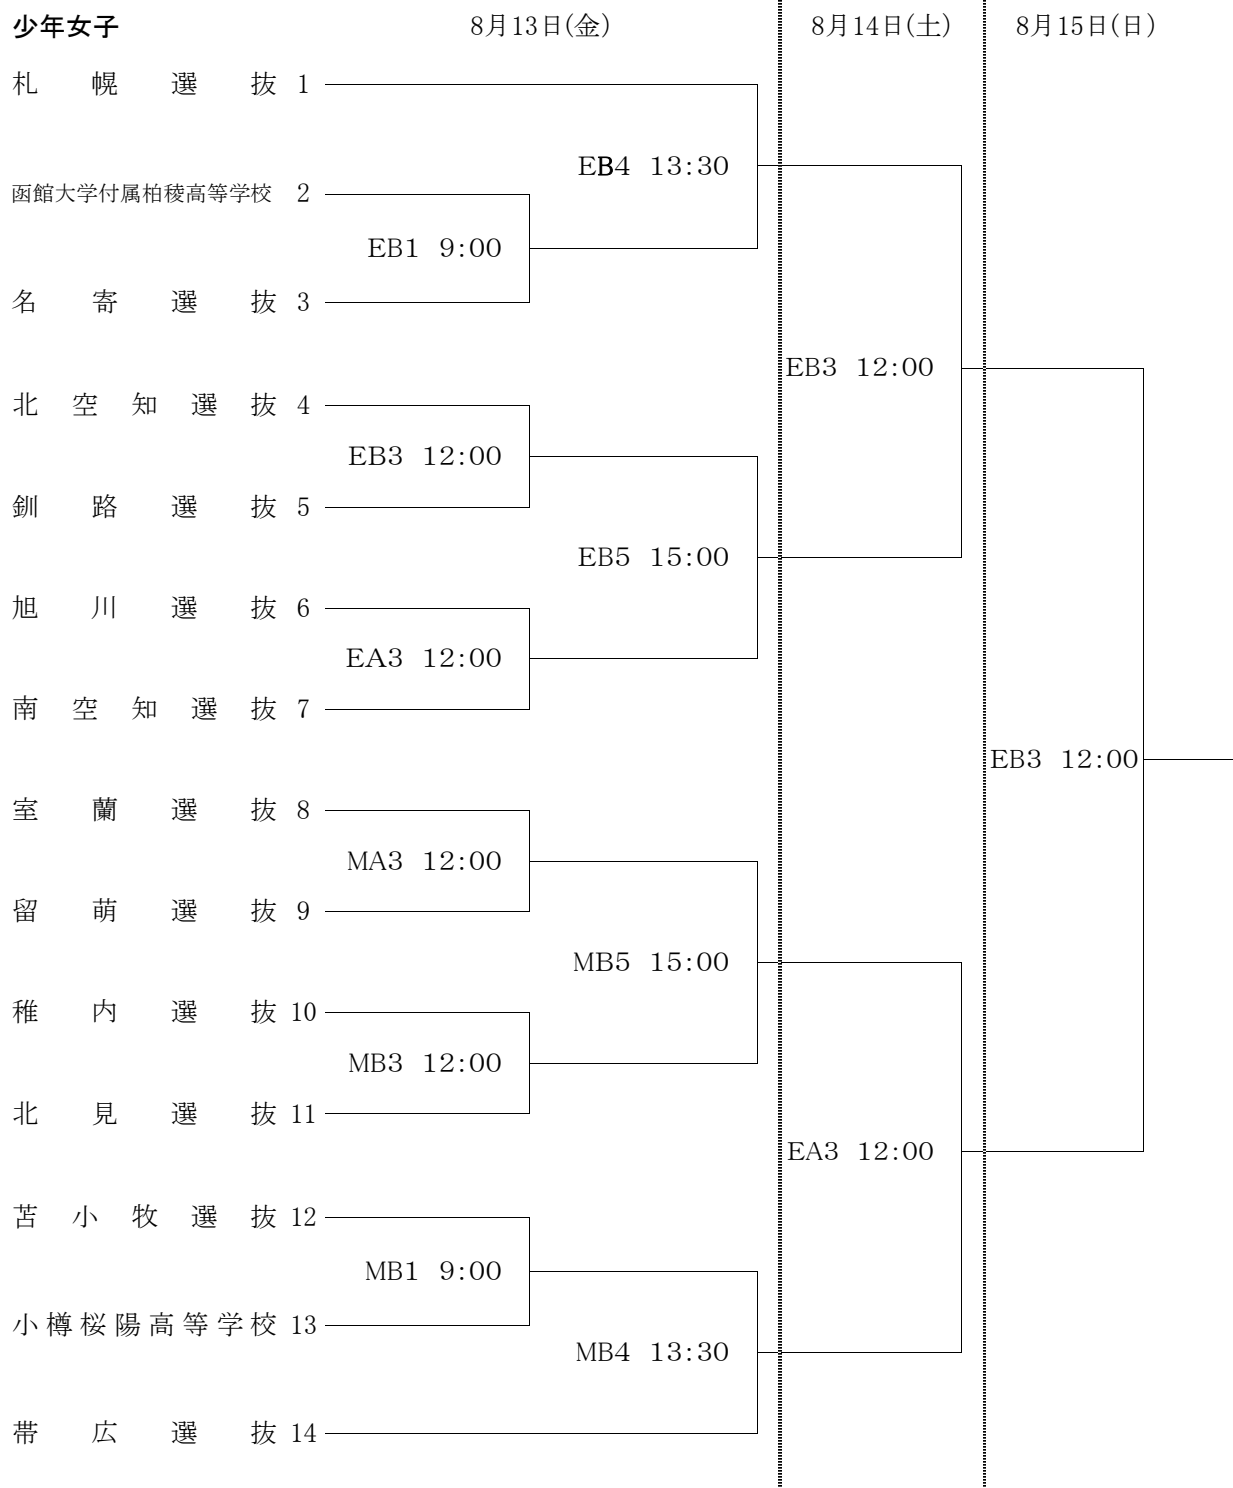 少年女子 8月13日(金) 8月14日(土) 8月15日(日)
札幌選抜 1
EB4 13:30
函館大学付属柏稜高等学校 2
EB1 9:00
名寄選抜 3
EB3 12:00
北空知選抜 4
EB3 12:00
釧路選抜 5
EB5 15:00
旭川選抜 6
EA3 12:00
南空知選抜 7
EB3 12:00
室蘭選抜 8
MA3 12:00
留萌選抜 9
MB5 15:00
稚内選抜 10
MB3 12:00
北見選抜 11
EA3 12:00
苫小牧選抜 12
MB1 9:00
小樽桜陽高等学校 13
MB4 13:30
帯広選抜 14